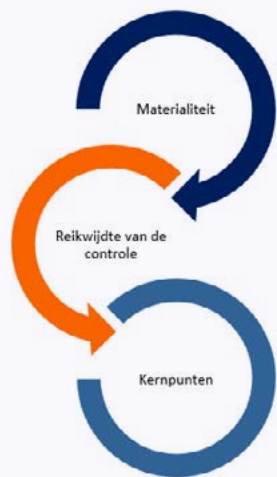 Materialiteit
Reikwijdte van de
controle
Kernpunten